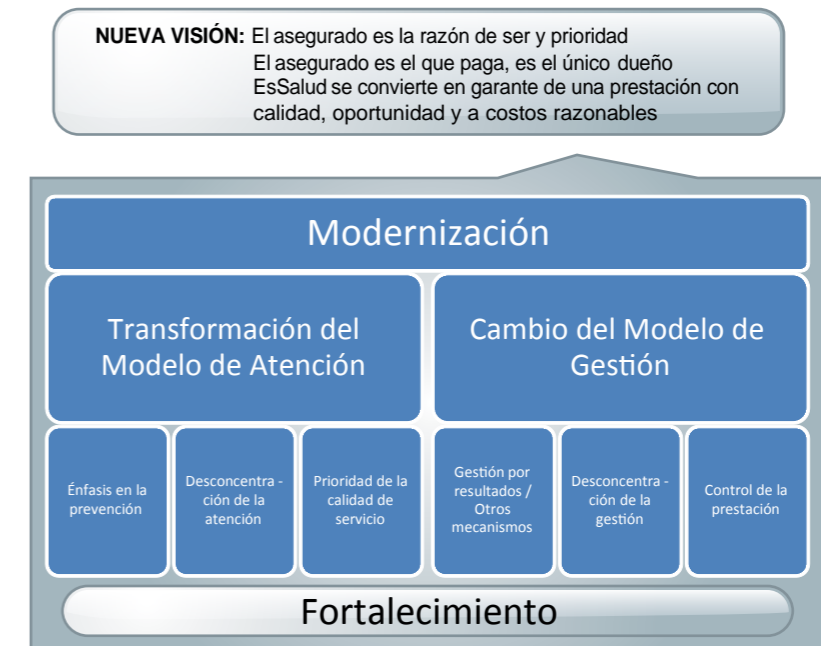 NUEVA VISIÓN: El asegurado es la razón de ser y prioridad
El asegurado es el que paga, es el único dueño
EsSalud se convierte en garante de una prestación con
calidad, oportunidad y a costos razonables
Modernización
Transformación del
Modelo de Atención
Cambio del Modelo de
Gestión
Énfasis en la
prevención
Desconcentra -
ción de la
atención
Prioridad de la
calidad de
servicio
Gestión por
resultados /
Otros
mecanismos
Desconcentra -
ción de la
gestión
Control de la
prestación
Fortalecimiento